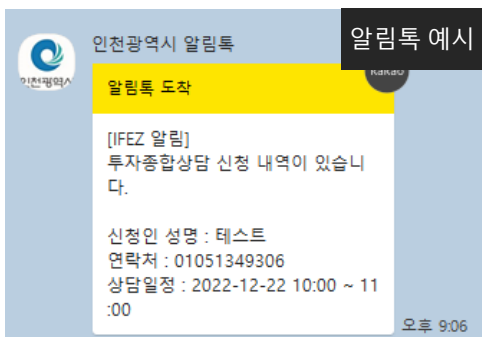 알림톡 예시
인천광역시 알림톡
인천광역시
kakao
알림톡 도착
[IFEZ 알림]
투자종합상담 신청 내역이 있습니
다.
신청인 성명 : 테스트
연락처 : 01051349306
상담일정 : 2022-12-22 10:00 ~ 11
:00
오후 9:06